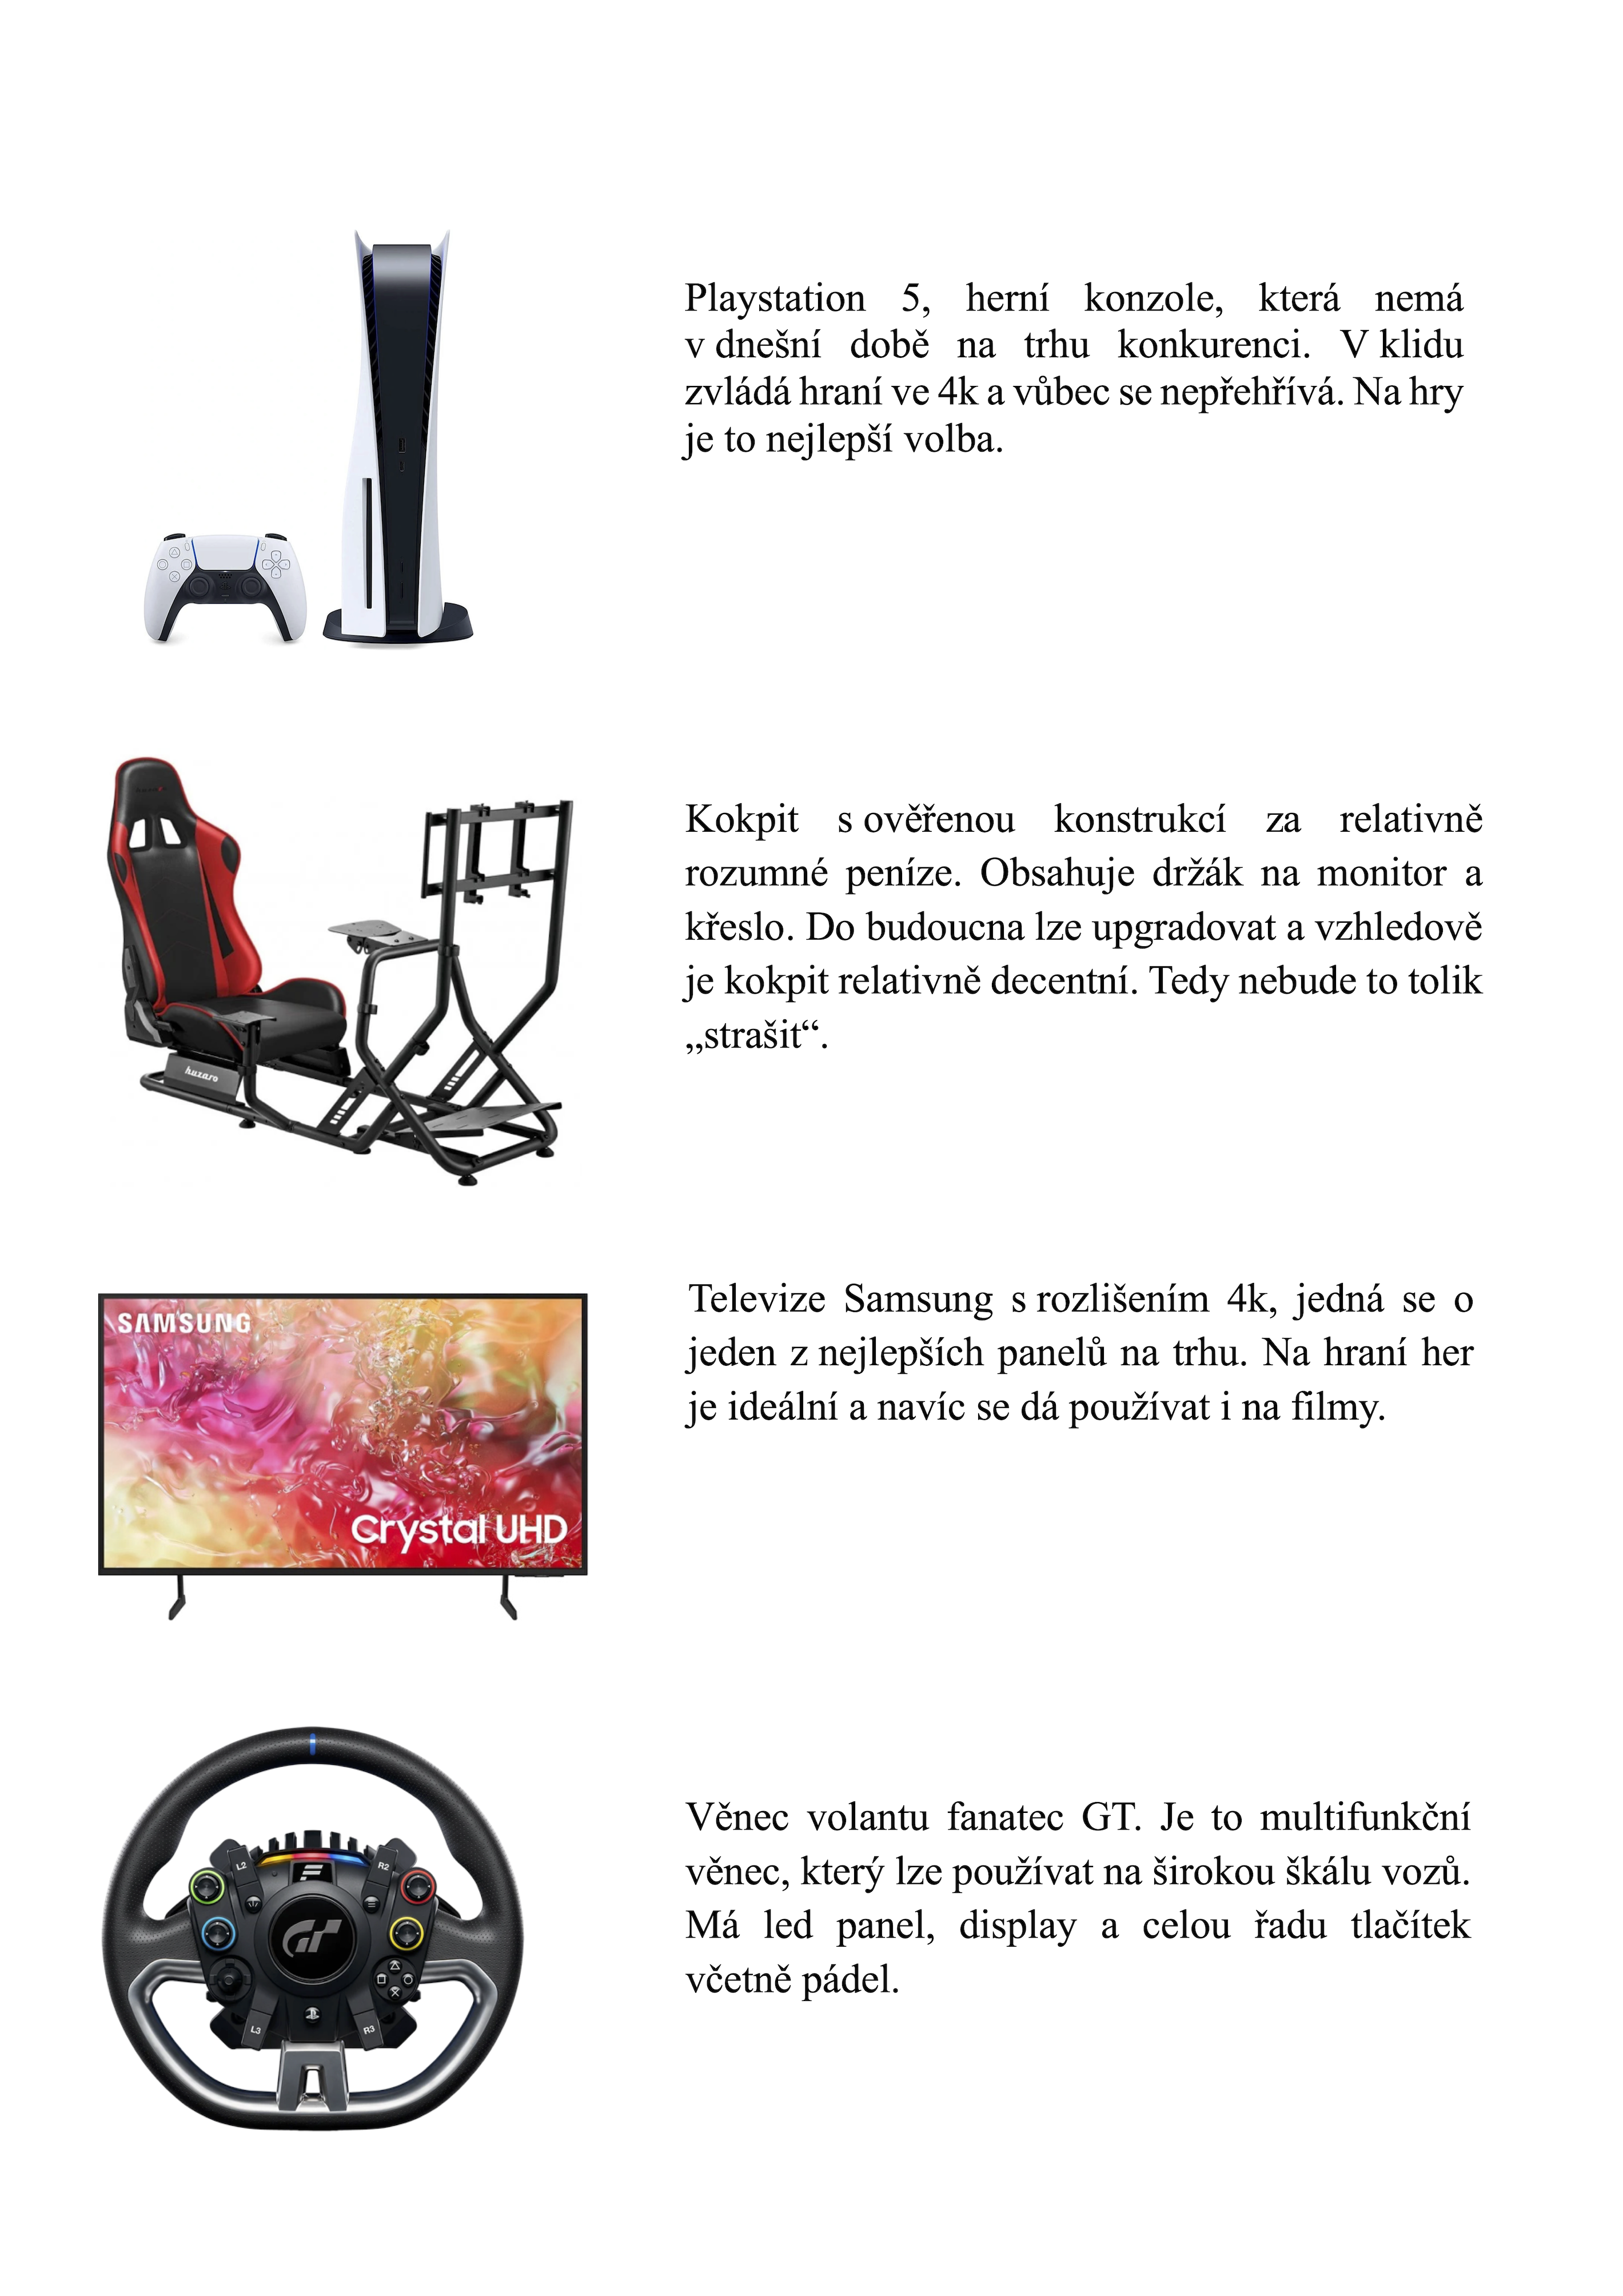 Playstation 5, herní konzole, která nemá
v dnešní době na trhu konkurenci. V klidu
zvládá hraní ve 4k a vůbec se nepřehřívá. Na hry
je to nejlepší volba.
Kokpit s ověřenou konstrukcí za relativně
rozumné peníze. Obsahuje držák na monitor a
křeslo. Do budoucna lze upgradovat a vzhledově
je kokpit relativně decentní. Tedy nebude to tolik
„strašit“.
huzaro
SAMSUNG
Crystal UHD
Televize Samsung s rozlišením 4k, jedná se o
jeden z nejlepších panelů na trhu. Na hraní her
je ideální a navíc se dá používat i na filmy.
L2
R2
L3
R3
Věnec volantu fanatec GT. Je to multifunkční
věnec, který lze používat na širokou škálu vozů.
Má led panel, display a celou řadu tlačítek
včetně pádel.